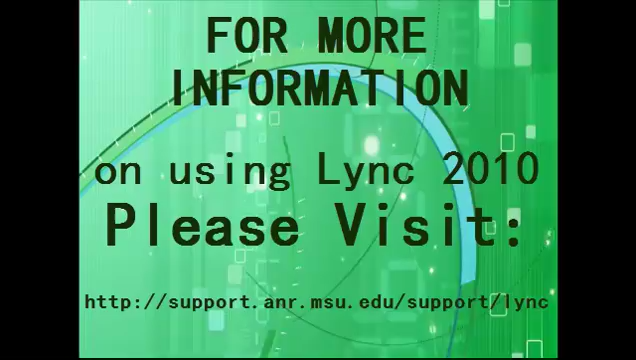 FOR MORE
INFORMATION
on using Lync 2010
Please Visit:
http://support.anr.msu.edu/support/lync